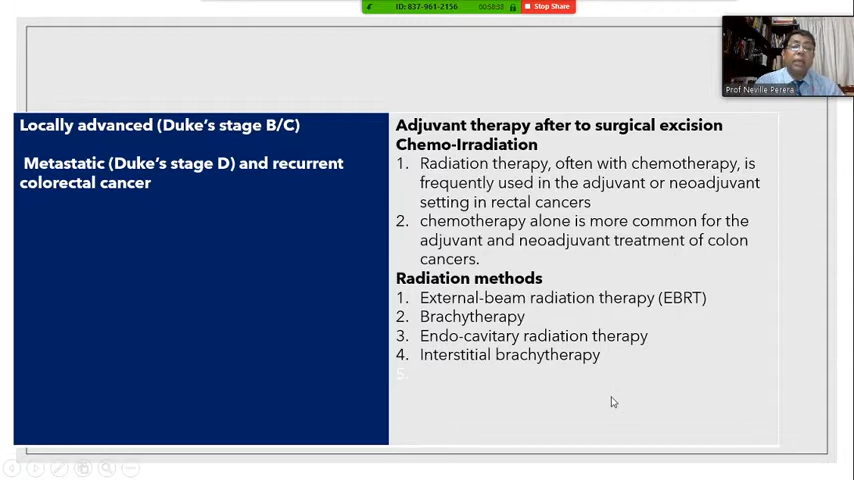 ID: 837-961-2156
00:58:38
Stop Share
Prof Neville Perera
Locally advanced (Duke's stage B/C)
Metastatic (Duke's stage D) and recurrent
colorectal cancer
Adjuvant therapy after to surgical excision
Chemo-Irradiation
1. Radiation therapy, often with chemotherapy, is
frequently used in the adjuvant or neoadjuvant
setting in rectal cancers
2. chemotherapy alone is more common for the
adjuvant and neoadjuvant treatment of colon
cancers.
Radiation methods
1. External-beam radiation therapy (EBRT)
2. Brachytherapy
3. Endo-cavitary radiation therapy
4. Interstitial brachytherapy
5.